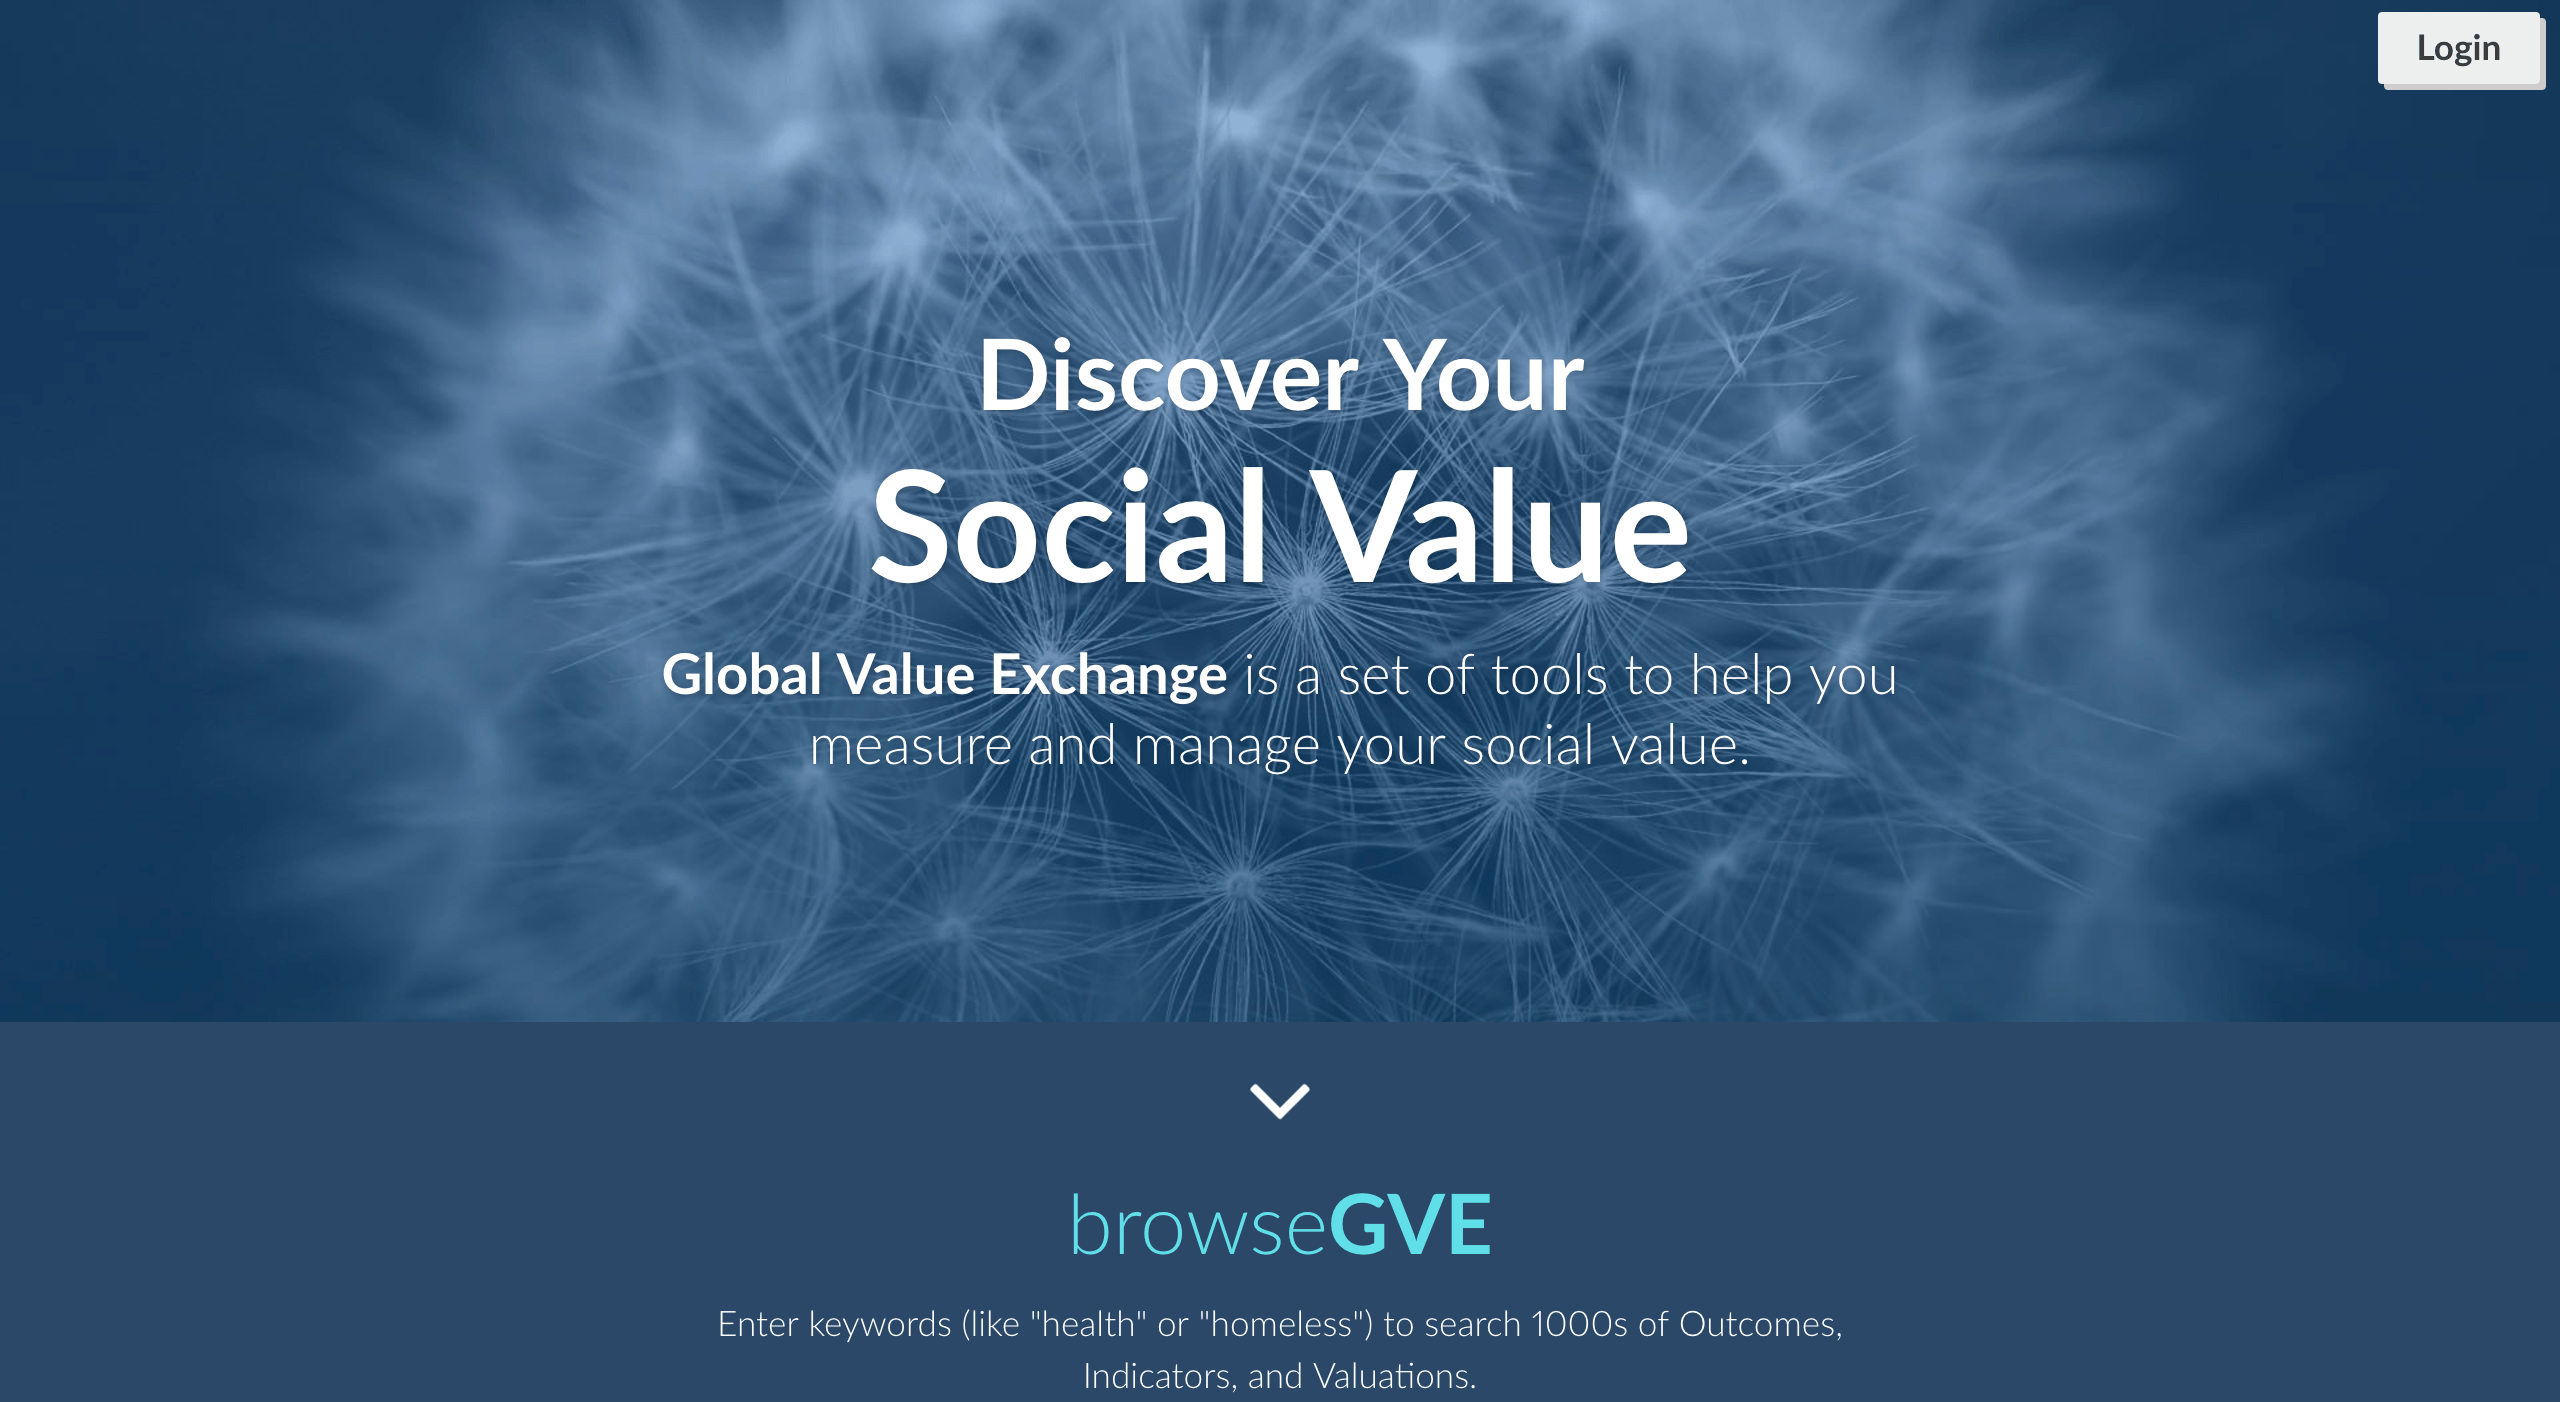 Login
Discover Your
Social Value
Global Value Exchange is a set of tools to help you
measure and manage your social value.
browseGVE
Enter keywords (like "health" or "homeless") to search 1000s of Outcomes,
Indicators, and Valuations.